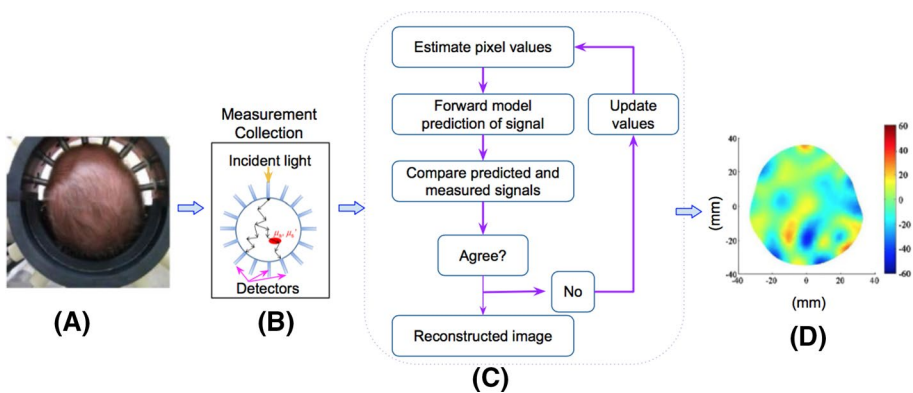 Measurement
Collection
Incident light
μa, μs'
Detectors
(A)
(B)
Estimate pixel values
Forward model
prediction of signal
Compare predicted and
measured signals
Agree?
No
Update
values
Reconstructed image
(C)
40
20
0
-20
-40
(mm)
-40 -20 0 20 40
(mm)
60
40
20
0
-20
-40
-60
(D)